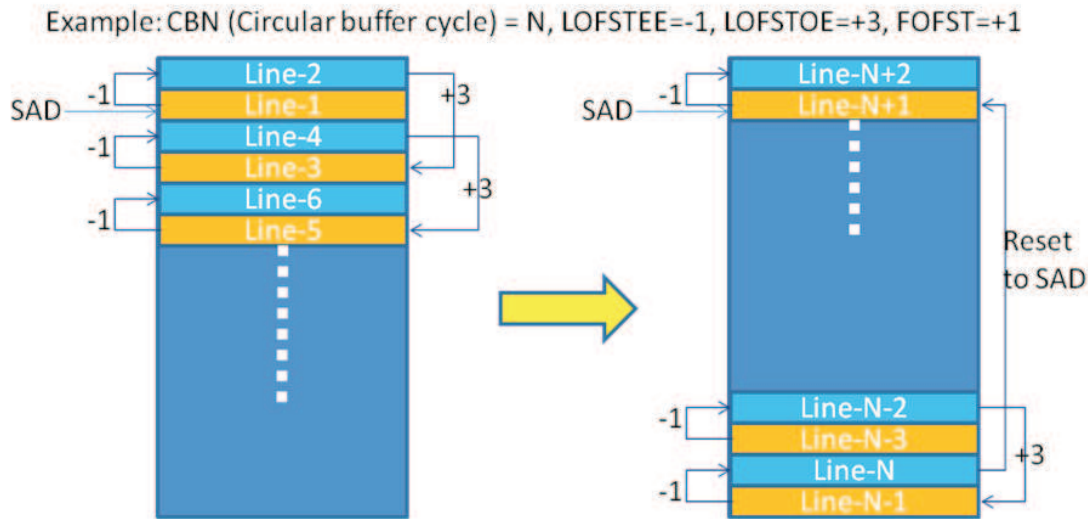 Example: CBN (Circular buffer cycle) = N, LOFSTEE=-1, LOFSTOE=+3, FOFST=+1
Line-2
-1
Line-1
+3
SAD
Line-4
-1
Line-3
+3
Line-6
-1
Line-5
Line-N+2
-1
Line-N+1
SAD
Reset
to SAD
Line-N-2
-1
Line-N-3
+3
Line-N
-1
Line-N-1